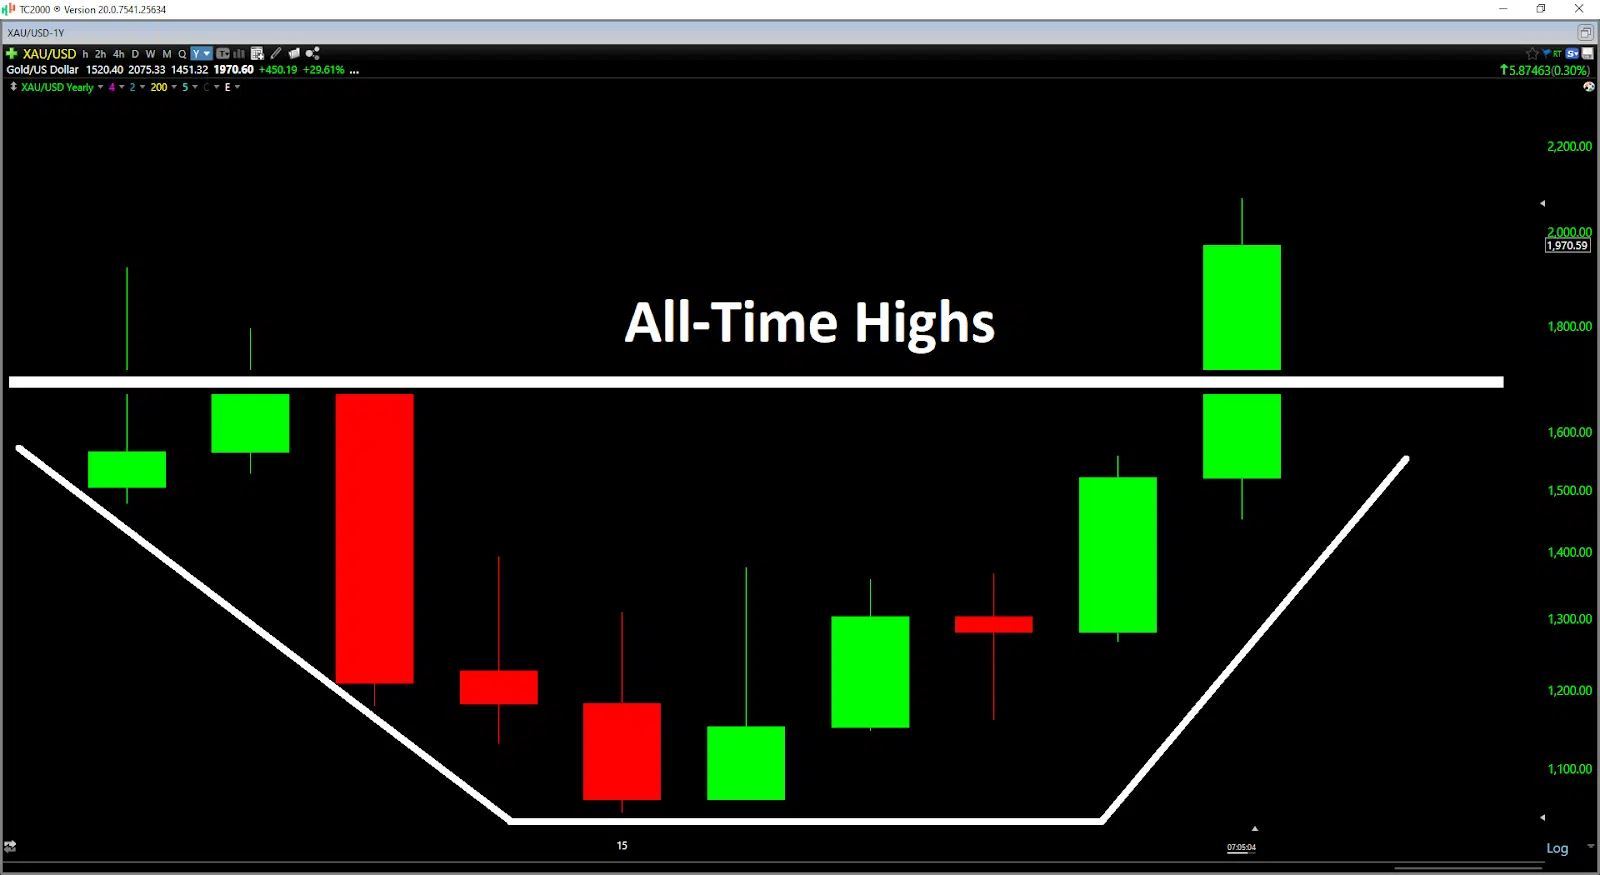 TC2000 ® Version 20.0.7541.25634
XAU/USD-1Y
XAU/USD h 2h 4h D W M Q Y
RT S
Gold/US Dollar 1520.40 2075.33 1451.32 1970.60 +450.19 +29.61% ...
5.87463(0.30%)
XAU/USD Yearly 4 2 200 5 C E
2,200.00
2,000.00
1,970.59
All-Time Highs
1,800.00
1,600.00
1,500.00
1,400.00
1,300.00
1,200.00
1,100.00
15
07:05:04
Log